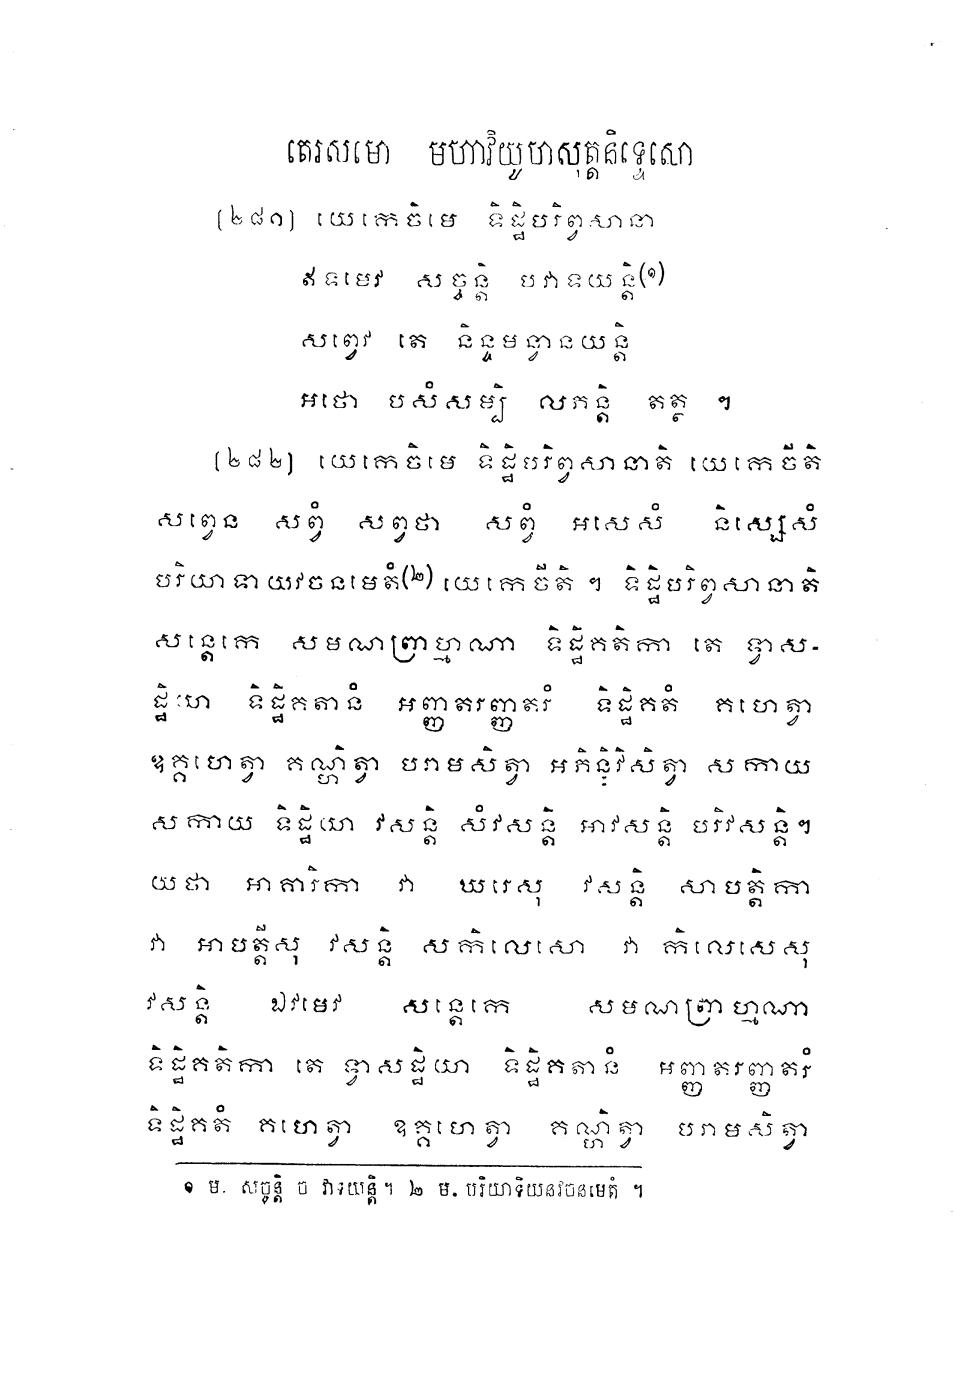 តេរសមោ មហាវិយូហសុត្តនិទ្ទេសោ
[២៨១] យេកេចិមេ ទិដ្ឋិបរិព្វសានា
ឥទមេវ សច្ចន្តិ បវាទយន្តិ(១)
សព្វេវ តេ និន្ទមន្វានយន្តិ
អថោ បសំសម្បិ លភន្តិ តត្ថ ។
[២៨២] យេកេចិមេ ទិដ្ឋិបរិព្វសានាតិ យេកេចីតិ
សព្វេន សព្វំ សព្វថា សព្វំ អសេសំ និស្សេសំ
បរិយាទាយវចនមេតំ(២) យេកេចីតិ ។ ទិដ្ឋិបរិព្វសានាតិ
សន្តេកេ សមណព្រាហ្មណា ទិដ្ឋិគតិកា តេ ទ្វាស-
ដ្ឋិយា ទិដ្ឋិគតានំ អញ្ញតរញ្ញតរំ ទិដ្ឋិគតំ គហេត្វា
ឧគ្គហេត្វា គណ្ហិត្វា បរាមសិត្វា អភិនិវិសិត្វា សកាយ
សកាយ ទិដ្ឋិយា វសន្តិ សំវសន្តិ អាវសន្តិ បរិវសន្តិ។
យថា អាគារិកា វា ឃរេសុ វសន្តិ សាបត្តិកា
វា អាបត្តីសុ វសន្តិ សកិលេសោ វា កិលេសេសុ
វសន្តិ ឯវមេវ សន្តេកេ សមណព្រាហ្មណា
ទិដ្ឋិគតិកា តេ ទ្វាសដ្ឋិយា ទិដ្ឋិគតានំ អញ្ញតរញ្ញតរំ
ទិដ្ឋិគតំ គហេត្វា ឧគ្គហេត្វា គណ្ហិត្វា បរាមសិត្វា
១ ម. សច្ចន្តិ ច វាទយន្តិ។ ២ ម. បរិយាទិយនវចនមេតំ ។